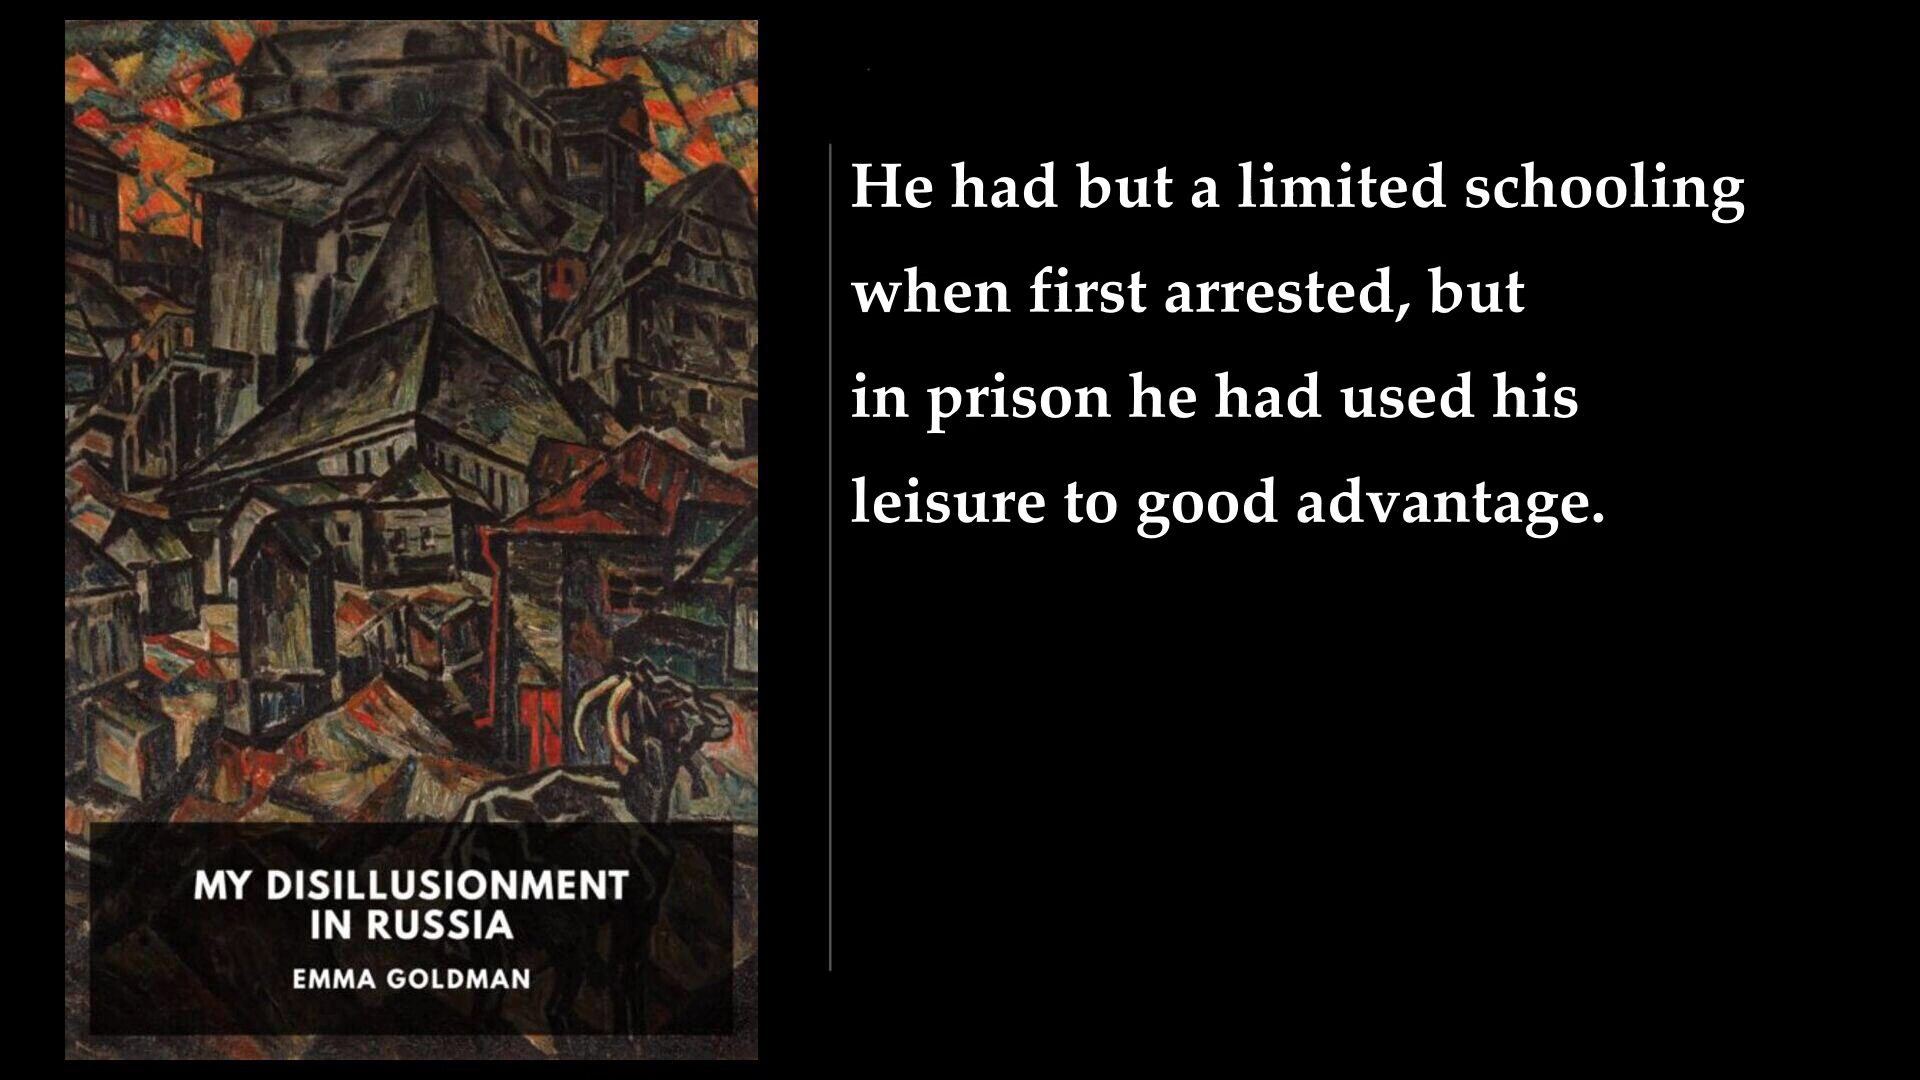 He had but a limited schooling
when first arrested, but
in prison he had used his
leisure to good advantage.
MY DISILLUSIONMENT
IN RUSSIA
EMMA GOLDMAN